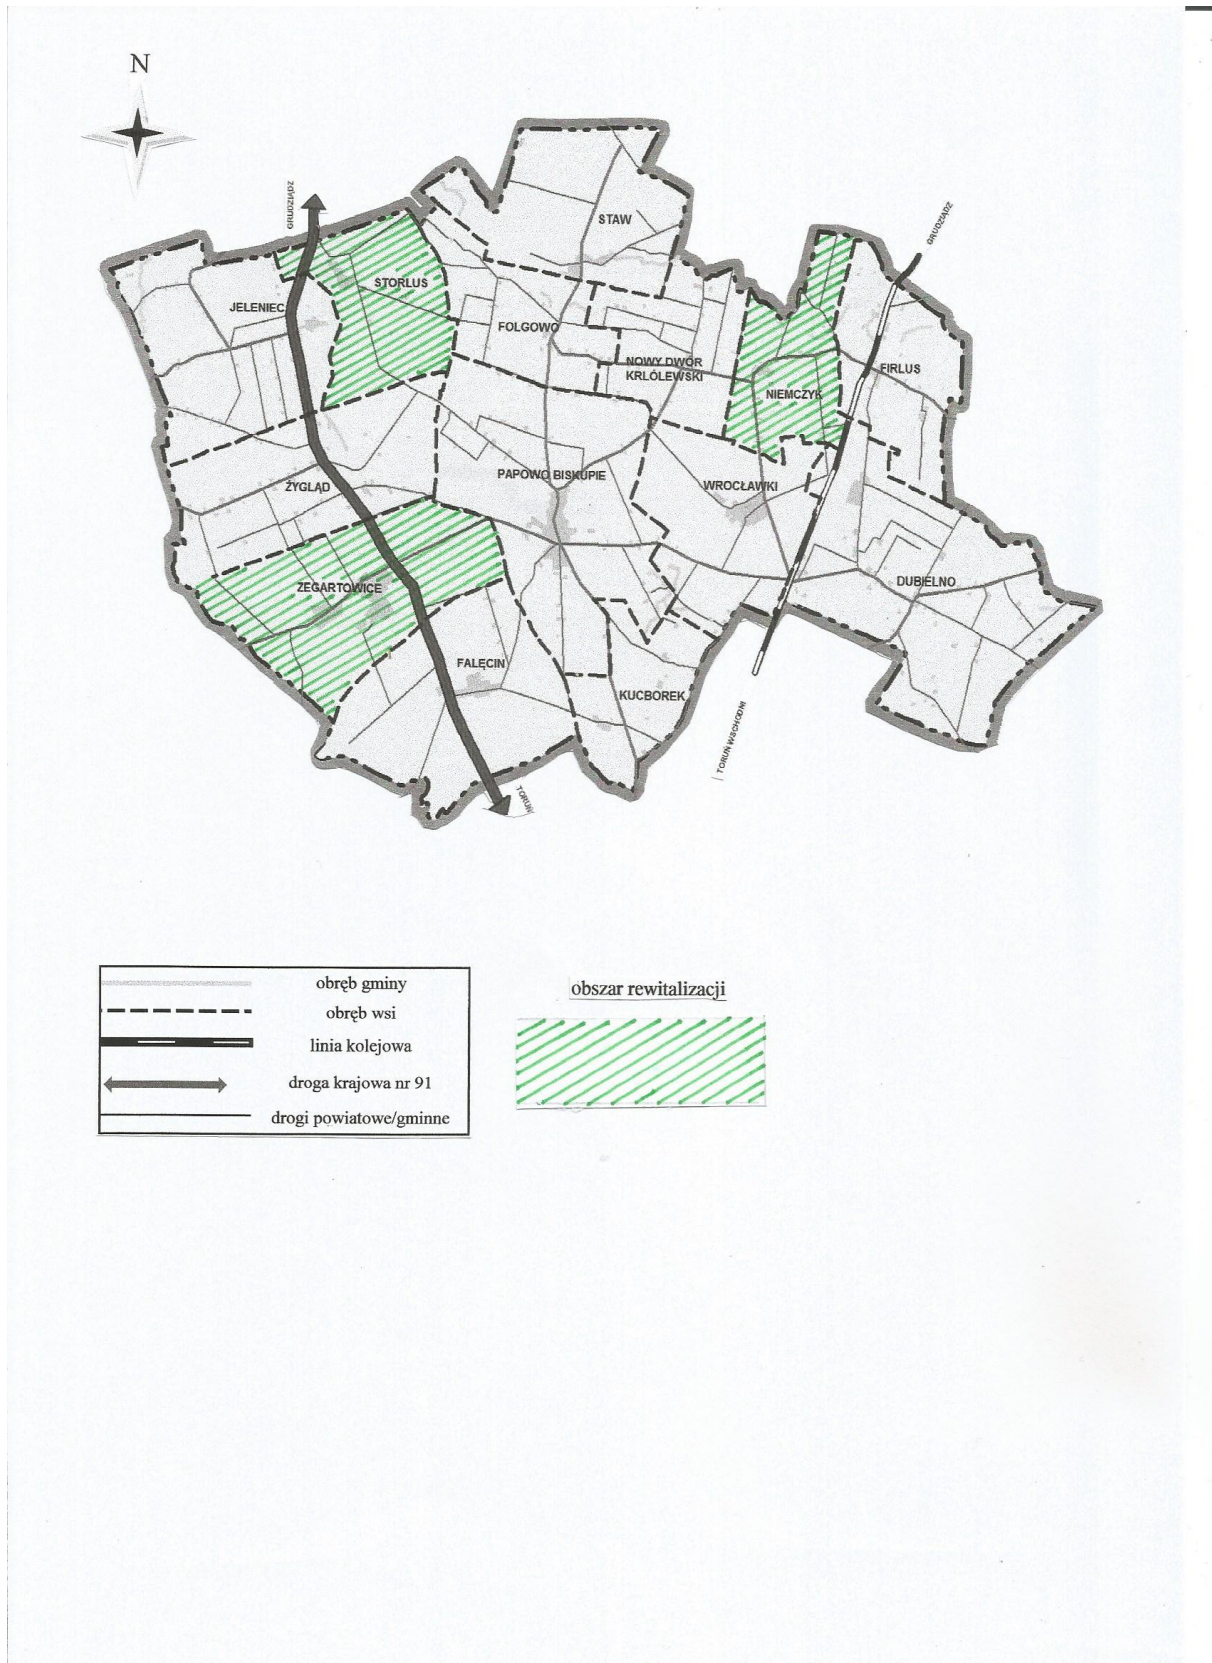 N
GRUDZIĄDZ
GRUDZIĄDZ
STAW
STORLUS
JELENIEC
FOLGOWO
NOWY DWÓR
KRLÓLEWSKI
FIRLUS
NIEMCZYK
PAPOWO BISKUPIE
WROCŁAWKI
ŻYGLĄD
ZEGARTOWICE
DUBIELNO
FALĘCIN
KUCBOREK
TORUŃ WSCHODNI
TORUŃ
obręb gminy
obręb wsi
linia kolejowa
droga krajowa nr 91
drogi powiatowe/gminne
obszar rewitalizacji